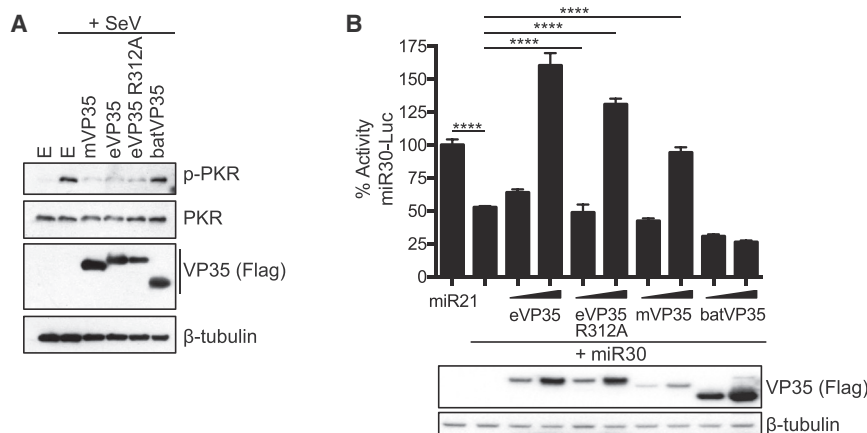 A
+ SeV
E
E
mVP35
eVP35
eVP35 R312A
batVP35
p-PKR
PKR
VP35 (Flag)
β-tubulin
B
****
****
****
****
175
150
125
100
75
50
25
0
% Activity
miR30-Luc
miR21
eVP35
eVP35
R312A
mVP35
batVP35
+ miR30
VP35 (Flag)
β-tubulin